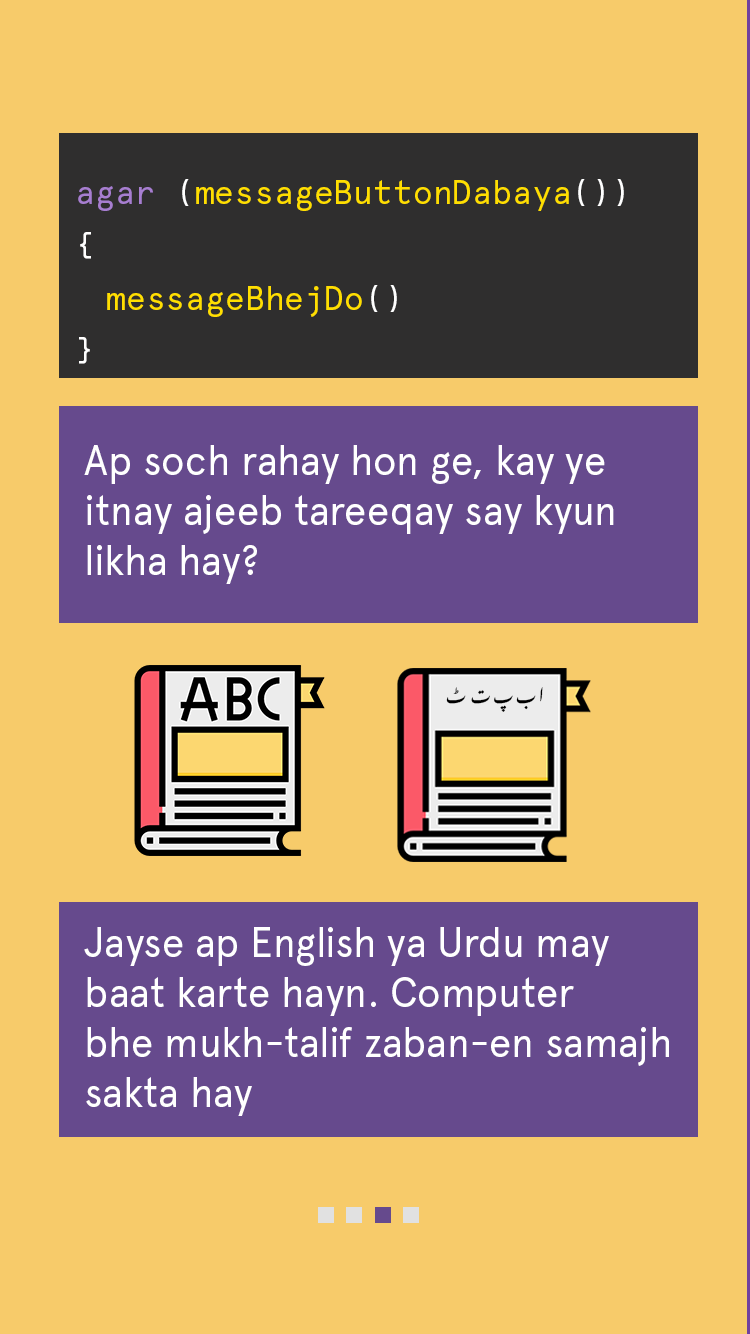 agar (messageButtonDabaya())
{
messageBhejDo()
}
Ap soch rahay hon ge, kay ye
itnay ajeeb tareeqay say kyun
likha hay?
ABC
ا ب پ ت ٹ
Jayse ap English ya Urdu may
baat karte hayn. Computer
bhe mukh-talif zaban-en samajh
sakta hay